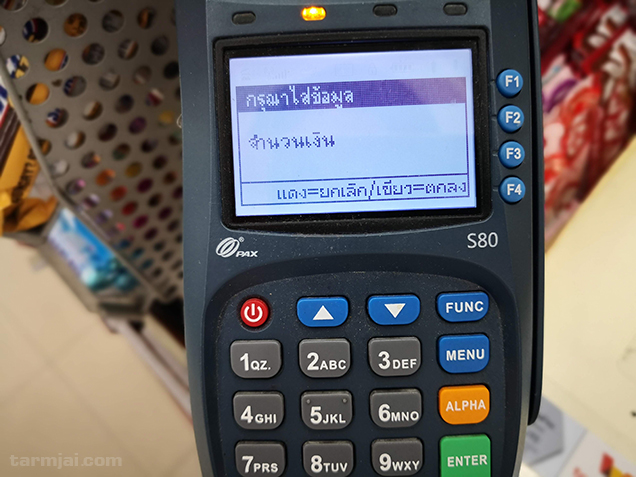 กรุณาใส่ข้อมูล
จำนวนเงิน
แดง=ยกเลิก/เขียว=ตกลง
F1
F2
F3
F4
PAX
S80
FUNC
1QZ.
2ABC
3DEF
MENU
4GHI
5JKL
6MNO
ALPHA
7PRS
8TUV
9WXY
ENTER
tarmjai.com